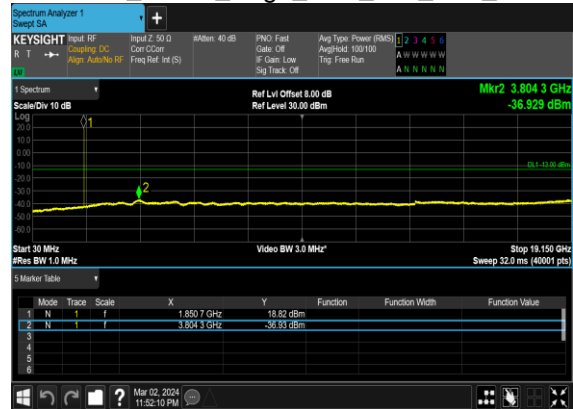 Spectrum Analyzer 1
Swept SA
+
KEYSIGHT Input: RF Input Z: 50 Ω #Atten: 40 dB PNO: Fast Avg Type: Power (RMS) 1 2 3 4 5 6
R T Coupling: DC Corr CCorr Gate: Off Avg|Hold: 100/100 A W W W W W
Align: Auto/No RF Freq Ref: Int (S) IF Gain: Low Trig: Free Run
LXI Sig Track: Off A N N N N N
1 Spectrum Ref Lvl Offset 8.00 dB Mkr2 3.804 3 GHz
Scale/Div 10 dB Ref Level 30.00 dBm -36.929 dBm
Log
20.0
10.0
0.00
-10.0
DL1 -13.00 dBm
-20.0
-30.0
-40.0
-50.0
-60.0
1
2
Start 30 MHz Video BW 3.0 MHz* Stop 19.150 GHz
#Res BW 1.0 MHz Sweep 32.0 ms (40001 pts)
5 Marker Table
Mode Trace Scale X Y Function Function Width Function Value
1 N 1 f 1.850 7 GHz 18.82 dBm
2 N 1 f 3.804 3 GHz -36.93 dBm
3
4
5
6
? Mar 02, 2024
11:52:10 PM